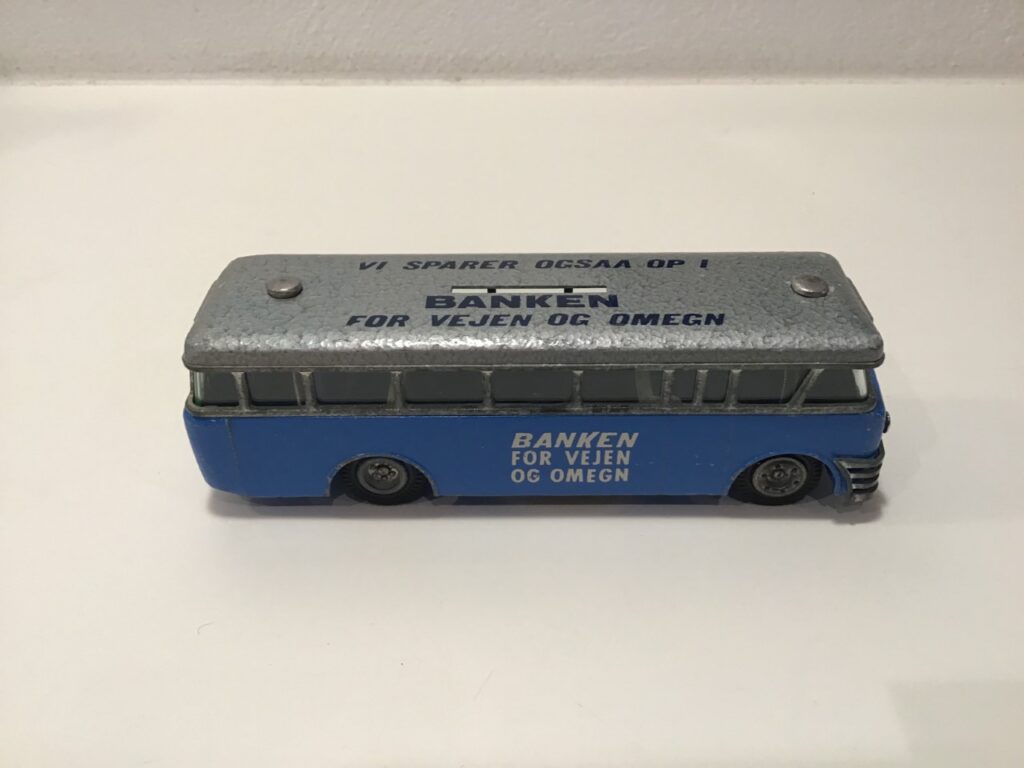 VI SPARER OGSAA OP !
BANKEN
FOR VEJEN OG OMEGN
BANKEN
FOR VEJEN
OG OMEGN